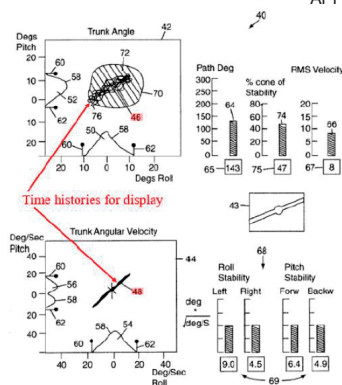 40
Trunk Angle
42
Degs
Pitch
60
72
20
58
10
70
0
52
10
62
76
46
20
50
58
60
62
20 10 0 10 20
Degs Roll
Path Deg
300
250
200
150
100
50
0
64
65
143
% cone of
Stability
100
80
60
40
20
0
74
75
47
RMS Velocity
20
15
10
5
0
66
67
8
43
Time histories for display
Deg/Sec
Pitch
Trunk Angular Velocity
44
60
40
58
20
0
48
56
20
62
40
56
54
60
62
40 20 0 20 40
Deg/Sec
Roll
68
Roll
Stability
Left Right
Pitch
Stability
Forw Backw
deg
*
√deg/S
9.0
4.5
6.4
4.9
69